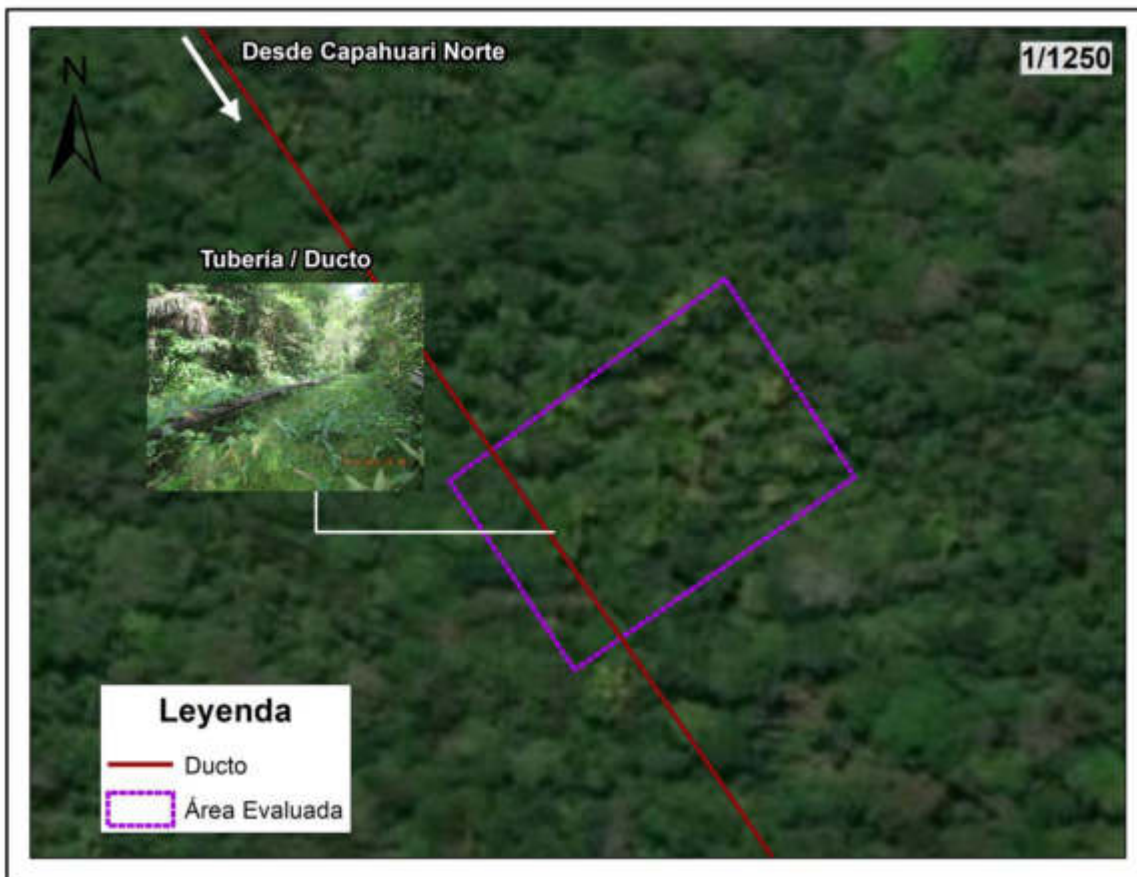 Desde Capahuari Norte
1/1250
N
Tubería / Ducto
Leyenda
Ducto
Área Evaluada